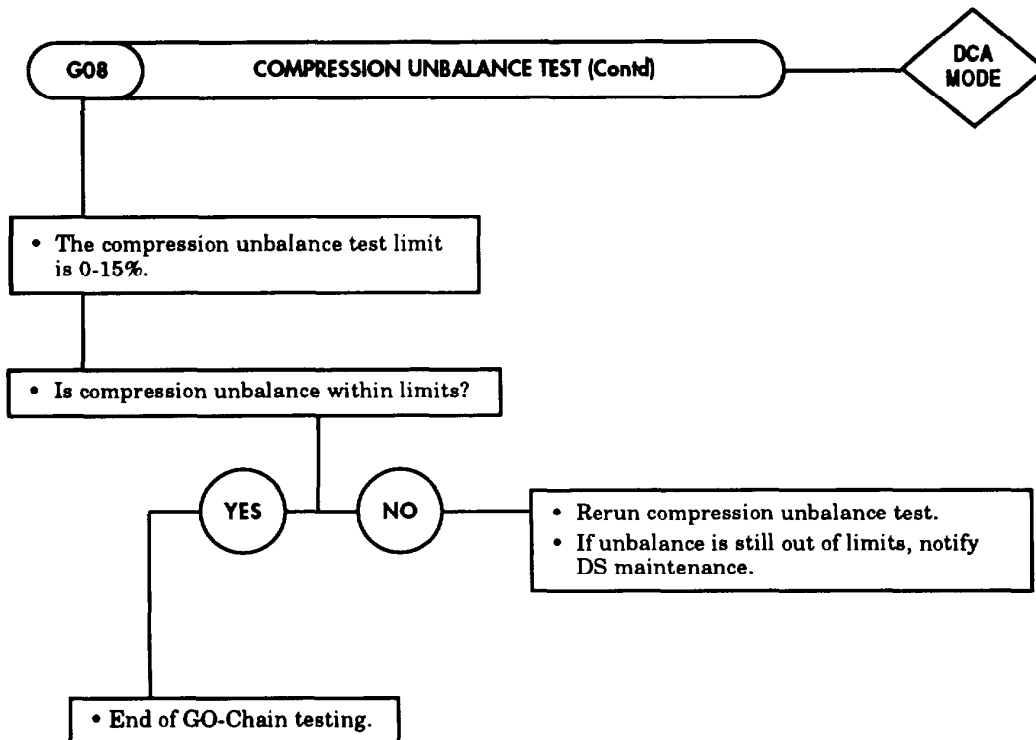 G08
COMPRESSION UNBALANCE TEST (Contd)
DCA
MODE
• The compression unbalance test limit
is 0-15%.
• Is compression unbalance within limits?
YES
NO
• Rerun compression unbalance test.
• If unbalance is still out of limits, notify
DS maintenance.
• End of GO-Chain testing.